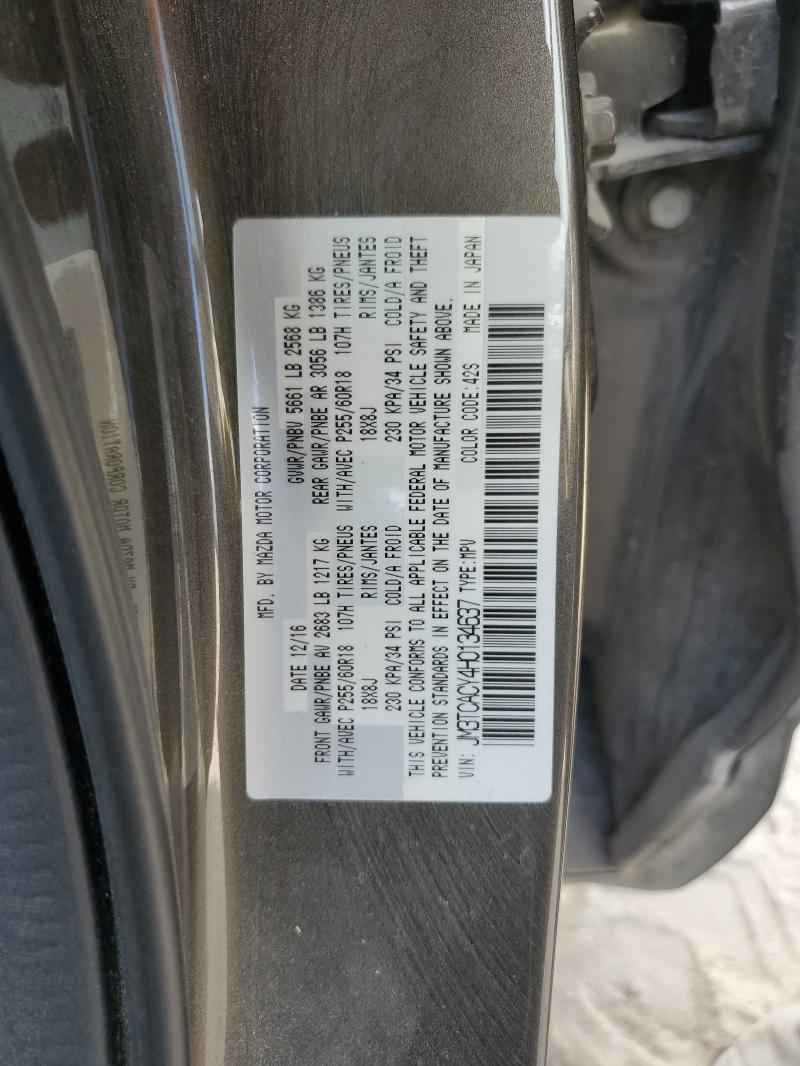 MFD. BY MAZDA MOTOR CORPORATION
DATE 12/16 GVWR/PNBV 5661 LB 2568 KG
FRONT GAWR/PNBE AV 2683 LB 1217 KG REAR GAWR/PNBE AR 3056 LB 1386 KG
WITH/AVEC P255/60R18 107H TIRES/PNEUS WITH/AVEC P255/60R18 107H TIRES/PNEUS
18X8J RIMS/JANTES 18X8J RIMS/JANTES
230 KPA/34 PSI COLD/A FROID 230 KPA/34 PSI COLD/A FROID
THIS VEHICLE CONFORMS TO ALL APPLICABLE FEDERAL MOTOR VEHICLE SAFETY AND THEFT
PREVENTION STANDARDS IN EFFECT ON THE DATE OF MANUFACTURE SHOWN ABOVE.
VIN: JM3TCACY4H0134637 TYPE:MPV COLOR CODE:42S MADE IN JAPAN